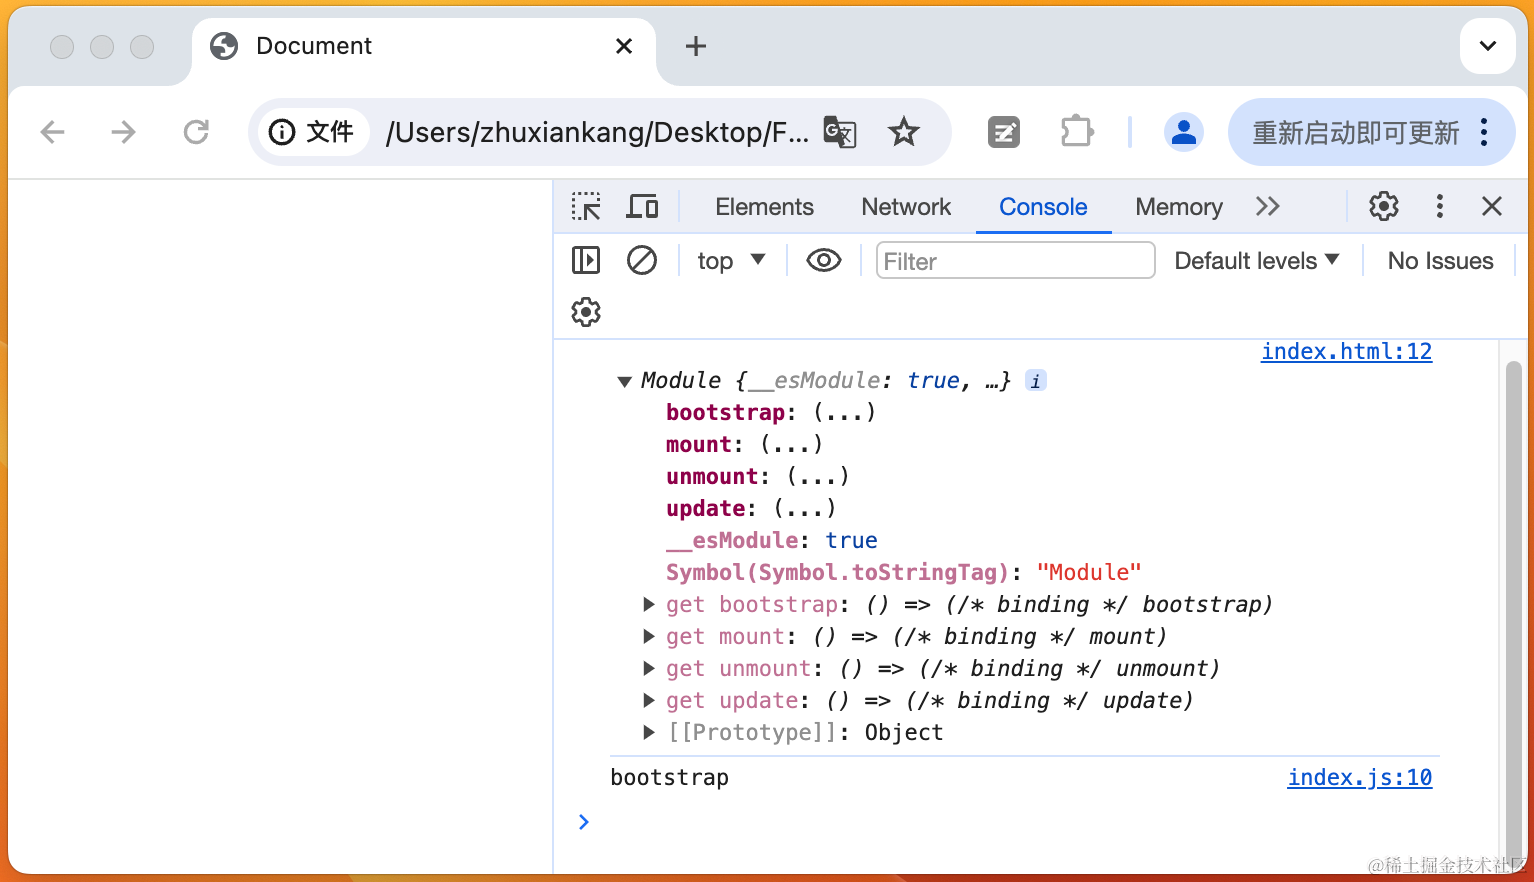 Document
文件 /Users/zhuxiankang/Desktop/F... 重新启动即可更新
Elements Network Console Memory
top Filter Default levels No Issues
index.html:12
Module {__esModule: true, …} i
bootstrap: (...)
mount: (...)
unmount: (...)
update: (...)
__esModule: true
Symbol(Symbol.toStringTag): "Module"
get bootstrap: () => (/* binding */ bootstrap)
get mount: () => (/* binding */ mount)
get unmount: () => (/* binding */ unmount)
get update: () => (/* binding */ update)
[[Prototype]]: Object
bootstrap index.js:10
@稀土掘金技术社区